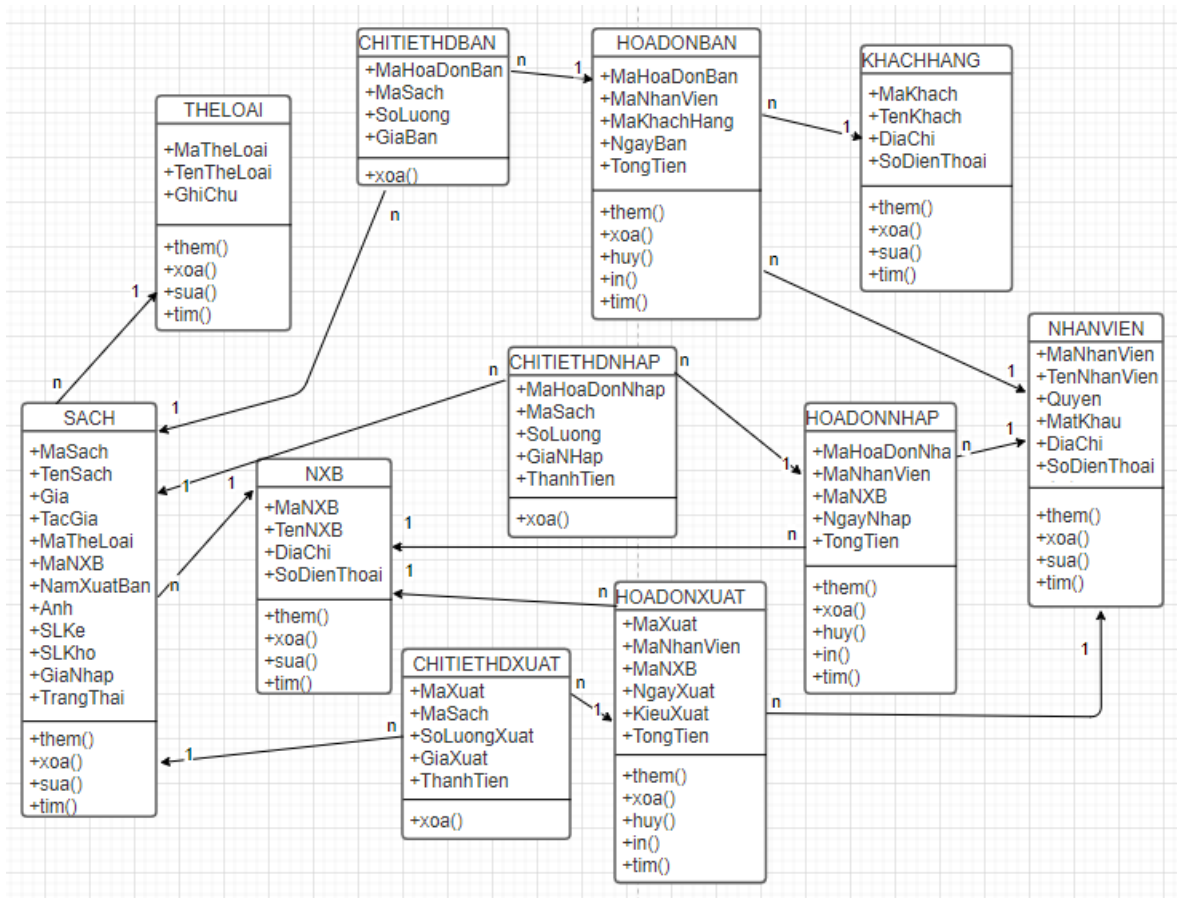 CHITIETHDBAN
+MaHoaDonBan
+MaSach
+SoLuong
+GiaBan
+xoa()
HOADONBAN
+MaHoaDonBan
+MaNhanVien
+MaKhachHang
+NgayBan
+TongTien
+them()
+xoa()
+huy()
+in()
+tim()
KHACHHANG
+MaKhach
+TenKhach
+DiaChi
+SoDienThoai
+them()
+xoa()
+sua()
+tim()
THELOAI
+MaTheLoai
+TenTheLoai
+GhiChu
+them()
+xoa()
+sua()
+tim()
n
1
n
1
n
1
n
1
n
1
NHANVIEN
+MaNhanVien
+TenNhanVien
+Quyen
+MatKhau
+DiaChi
+SoDienThoai
+them()
+xoa()
+sua()
+tim()
CHITIETHDNHAP
+MaHoaDonNhap
+MaSach
+SoLuong
+GiaNHap
+ThanhTien
+xoa()
HOADONNHAP
+MaHoaDonNha
+MaNhanVien
+MaNXB
+NgayNhap
+TongTien
+them()
+xoa()
+huy()
+in()
+tim()
SACH
+MaSach
+TenSach
+Gia
+TacGia
+MaTheLoai
+MaNXB
+NamXuatBan
+Anh
+SLKe
+SLKho
+GiaNhap
+TrangThai
+them()
+xoa()
+sua()
+tim()
NXB
+MaNXB
+TenNXB
+DiaChi
+SoDienThoai
+them()
+xoa()
+sua()
+tim()
n
1
n
1
n
1
n
1
n
1
n
1
HOADONXUAT
+MaXuat
+MaNhanVien
+MaNXB
+NgayXuat
+KieuXuat
+TongTien
+them()
+xoa()
+huy()
+in()
+tim()
CHITIETHDXUAT
+MaXuat
+MaSach
+SoLuongXuat
+GiaXuat
+ThanhTien
+xoa()
n
1
n
1
n
1